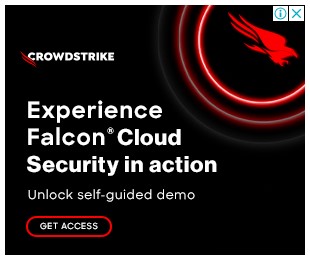 CROWDSTRIKE
Experience
Falcon® Cloud
Security in action
Unlock self-guided demo
GET ACCESS